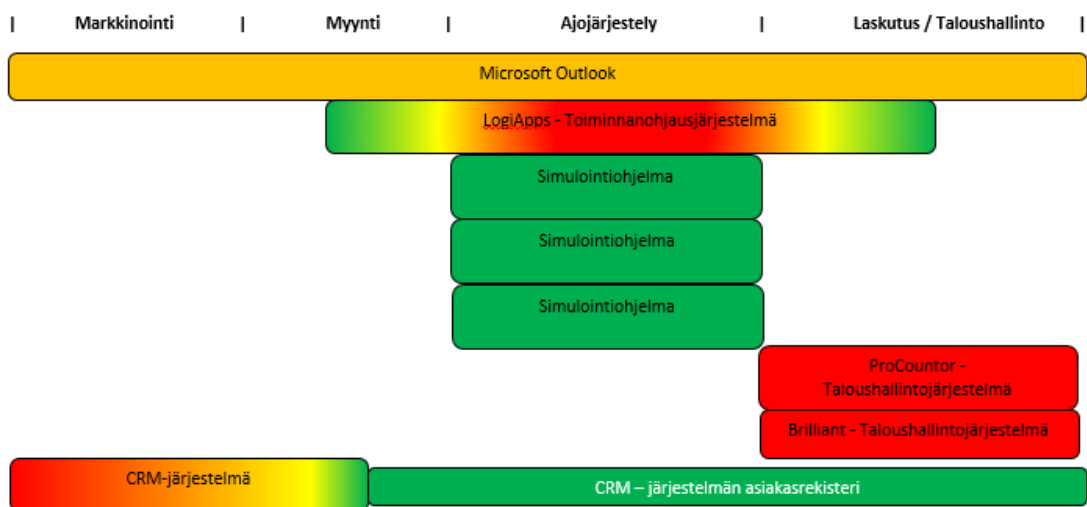 | Markkinointi | Myynti | Ajojärjestely | Laskutus / Taloushallinto |
Microsoft Outlook
LogiApps - Toiminnanohjausjärjestelmä
Simulointiohjelma
Simulointiohjelma
Simulointiohjelma
ProCountor -
Taloushallintojärjestelmä
Brilliant - Taloushallintojärjestelmä
CRM-järjestelmä
CRM – järjestelmän asiakasrekisteri